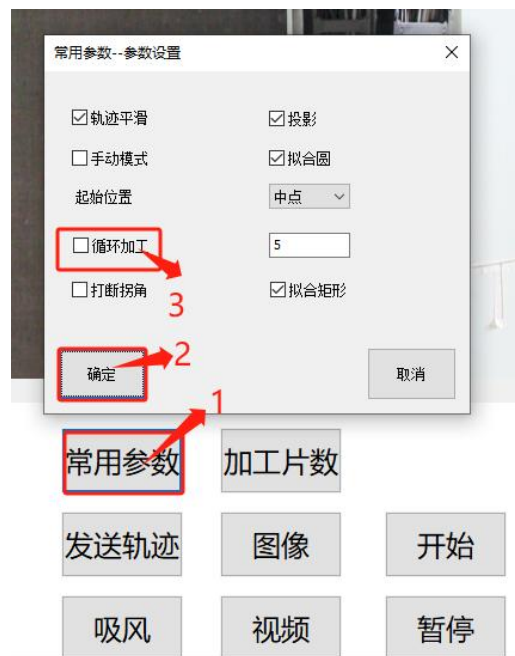 常用参数--参数设置
轨迹平滑 投影
手动模式 拟合圆
起始位置 中点
循环加工 5
打断拐角 拟合矩形
3
确定 2 取消
1
常用参数 加工片数
发送轨迹 图像 开始
吸风 视频 暂停